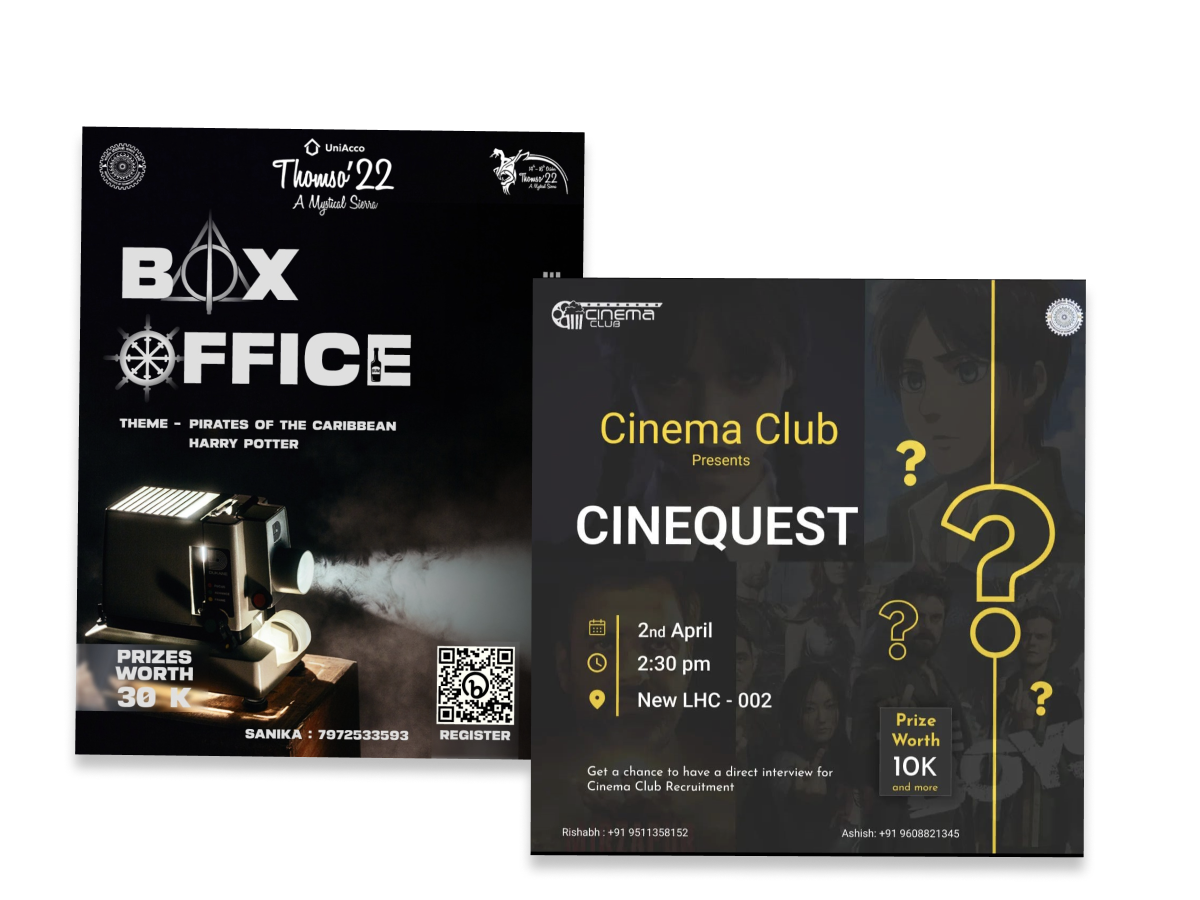 UniAcco
Thomso'22
A Mystical Sierra
Thomso'22
A Mystical Sierra
BOX
OFFICE
THEME - PIRATES OF THE CARIBBEAN
HARRY POTTER
PRIZES
WORTH
30 K
SANIKA : 7972533593
REGISTER
CINEMA
CLUB
Cinema Club
Presents
CINEQUEST
2nd April
2:30 pm
New LHC - 002
Prize
Worth
10K
and more
Get a chance to have a direct interview for
Cinema Club Recruitment
Rishabh : +91 9511358152
Ashish: +91 9608821345